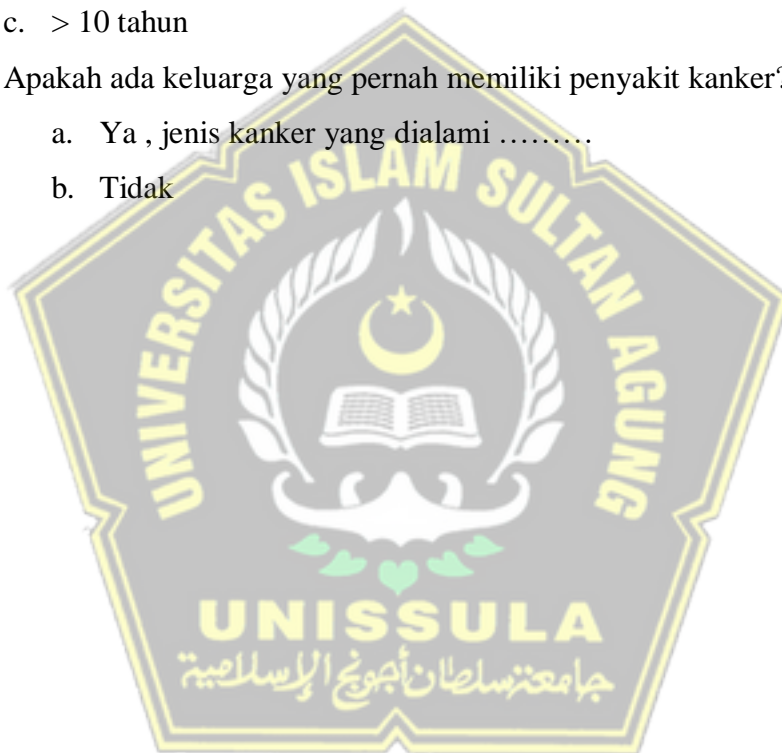 c. > 10 tahun
Apakah ada keluarga yang pernah memiliki penyakit kanker?
a. Ya , jenis kanker yang dialami ………
b. Tidak
UNIVERSITAS ISLAM SULTAN AGUNG
UNISSULA
جامعة سلطان أجونج الإسلامية